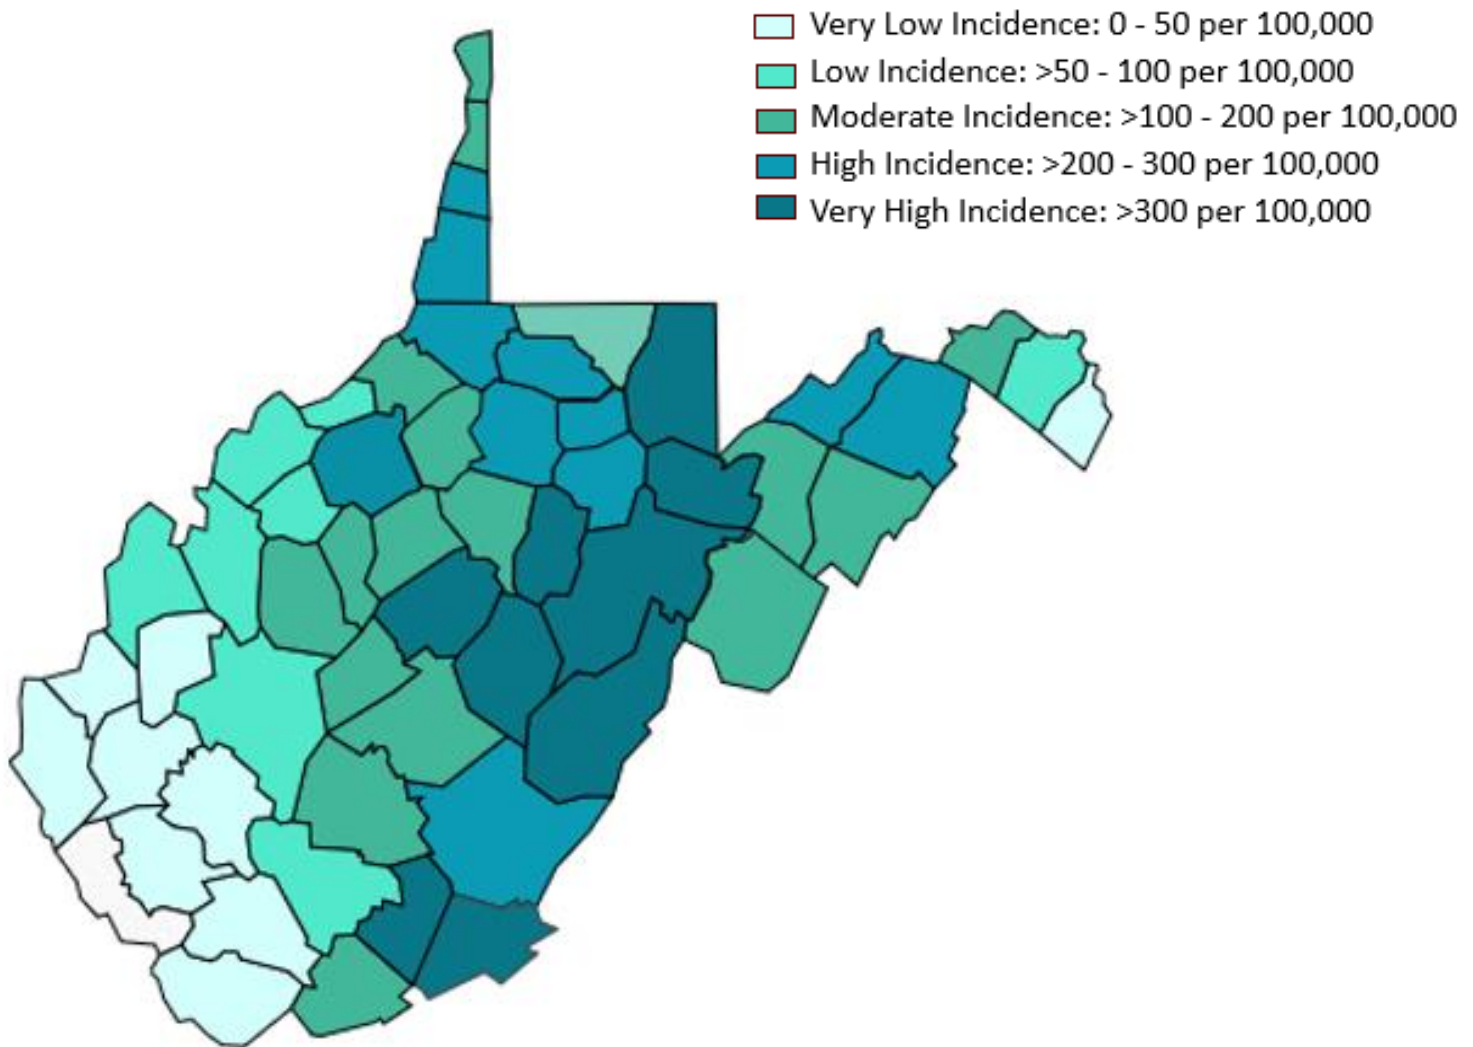 Very Low Incidence: 0 - 50 per 100,000
Low Incidence: >50 - 100 per 100,000
Moderate Incidence: >100 - 200 per 100,000
High Incidence: >200 - 300 per 100,000
Very High Incidence: >300 per 100,000